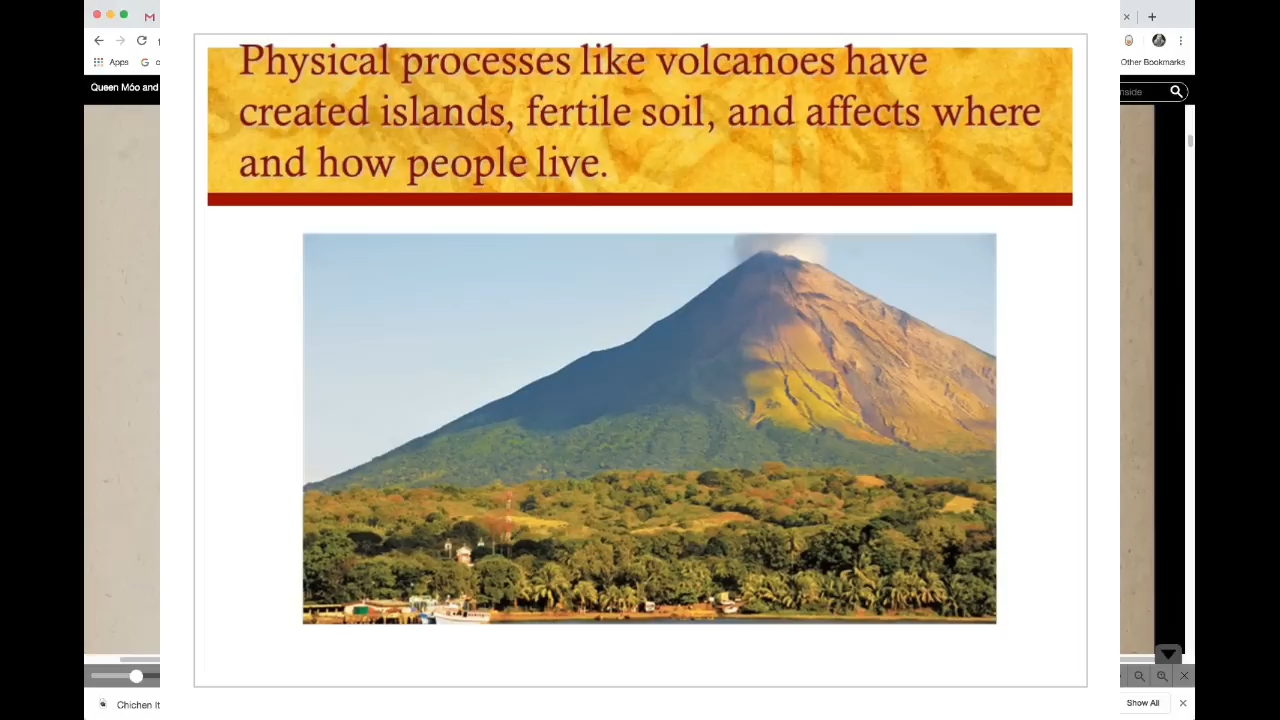 Apps
Other Bookmarks
Queen Móo and
nside
Physical processes like volcanoes have
created islands, fertile soil, and affects where
and how people live.
Chichen It
Show All